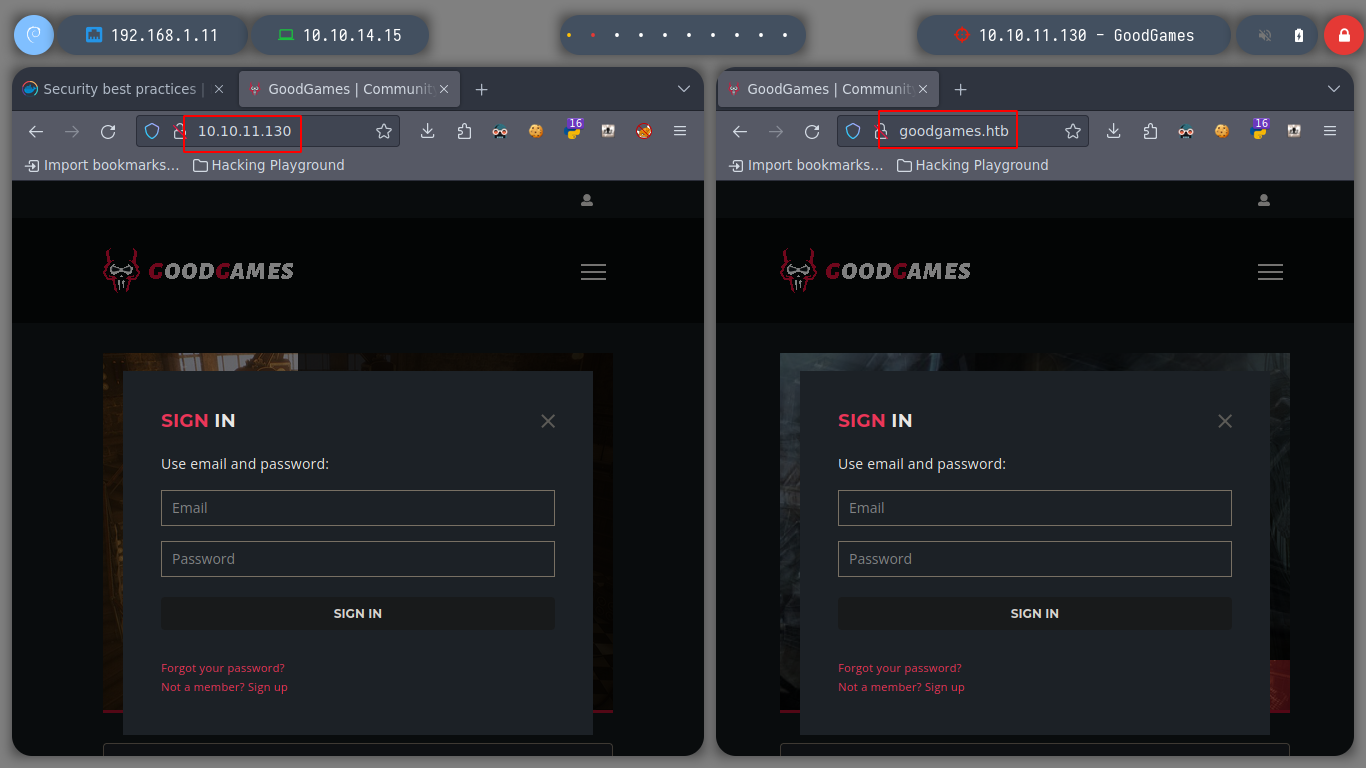 192.168.1.11 10.10.14.15 10.10.11.130 - GoodGames
Security best practices | GoodGames | Community
10.10.11.130 16
Import bookmarks... Hacking Playground
GOODGAMES
SIGN IN
Use email and password:
Email
Password
SIGN IN
Forgot your password?
Not a member? Sign up
GoodGames | Community
goodgames.htb 16
Import bookmarks... Hacking Playground
GOODGAMES
SIGN IN
Use email and password:
Email
Password
SIGN IN
Forgot your password?
Not a member? Sign up